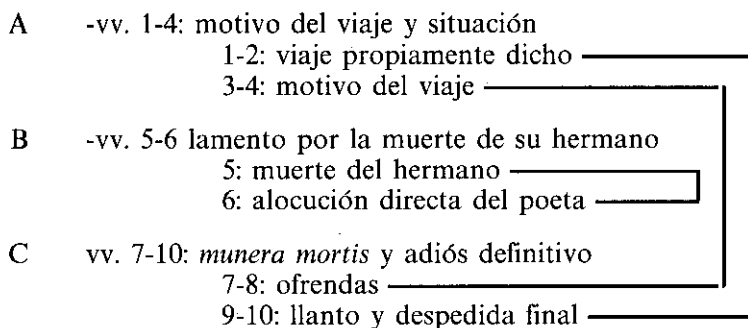 A -vv. 1-4: motivo del viaje y situación
1-2: viaje propiamente dicho
3-4: motivo del viaje
B -vv. 5-6 lamento por la muerte de su hermano
5: muerte del hermano
6: alocución directa del poeta
C vv. 7-10: munera mortis y adiós definitivo
7-8: ofrendas
9-10: llanto y despedida final